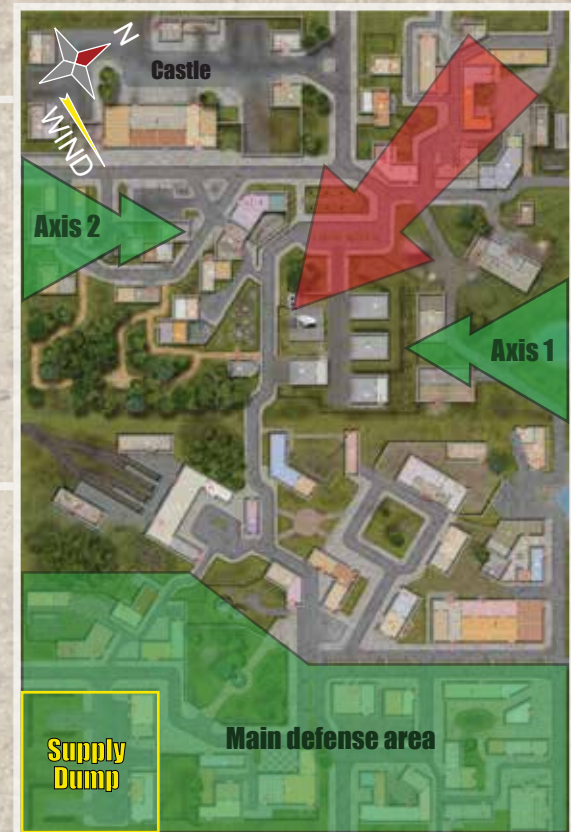 N
Castle
WIND
Axis 2
Axis 1
Main defense area
Supply
Dump